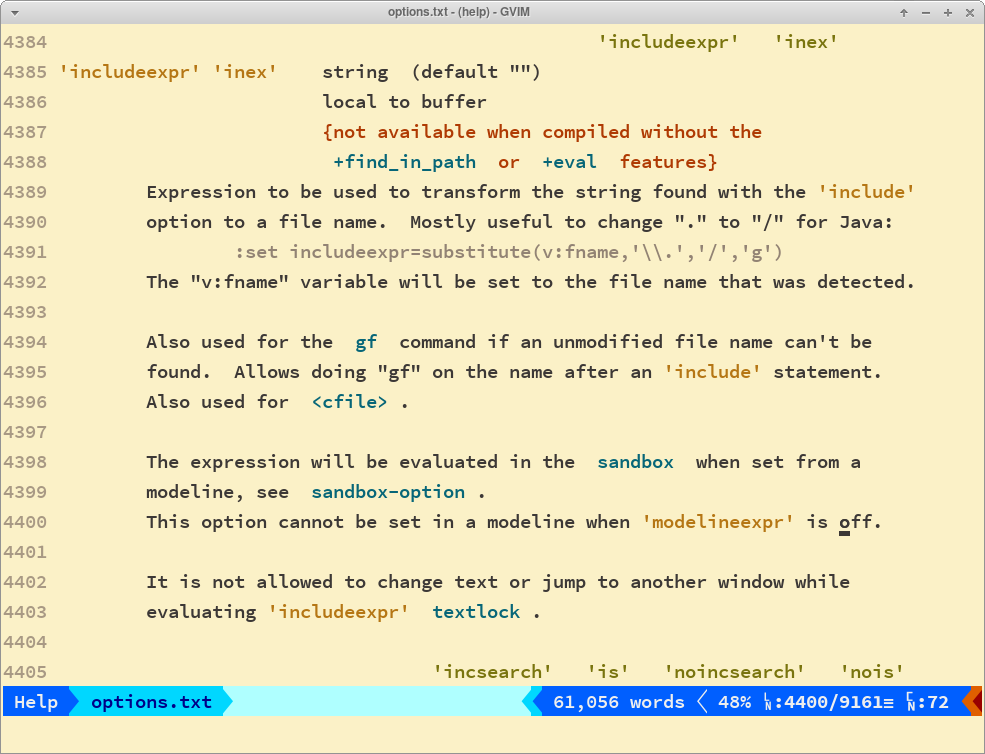 options.txt - (help) - GVIM
4384 'includeexpr' 'inex'
4385 'includeexpr' 'inex' string (default "")
4386 local to buffer
4387 {not available when compiled without the
4388 +find_in_path or +eval features}
4389 Expression to be used to transform the string found with the 'include'
4390 option to a file name. Mostly useful to change "." to "/" for Java:
4391 :set includeexpr=substitute(v:fname,'\\.','/','g')
4392 The "v:fname" variable will be set to the file name that was detected.
4393
4394 Also used for the gf command if an unmodified file name can't be
4395 found. Allows doing "gf" on the name after an 'include' statement.
4396 Also used for <cfile> .
4397
4398 The expression will be evaluated in the sandbox when set from a
4399 modeline, see sandbox-option .
4400 This option cannot be set in a modeline when 'modelineexpr' is off.
4401
4402 It is not allowed to change text or jump to another window while
4403 evaluating 'includeexpr' textlock .
4404
4405 'incsearch' 'is' 'noincsearch' 'nois'
Help options.txt 61,056 words 48% LN:4400/9161≡ CN:72